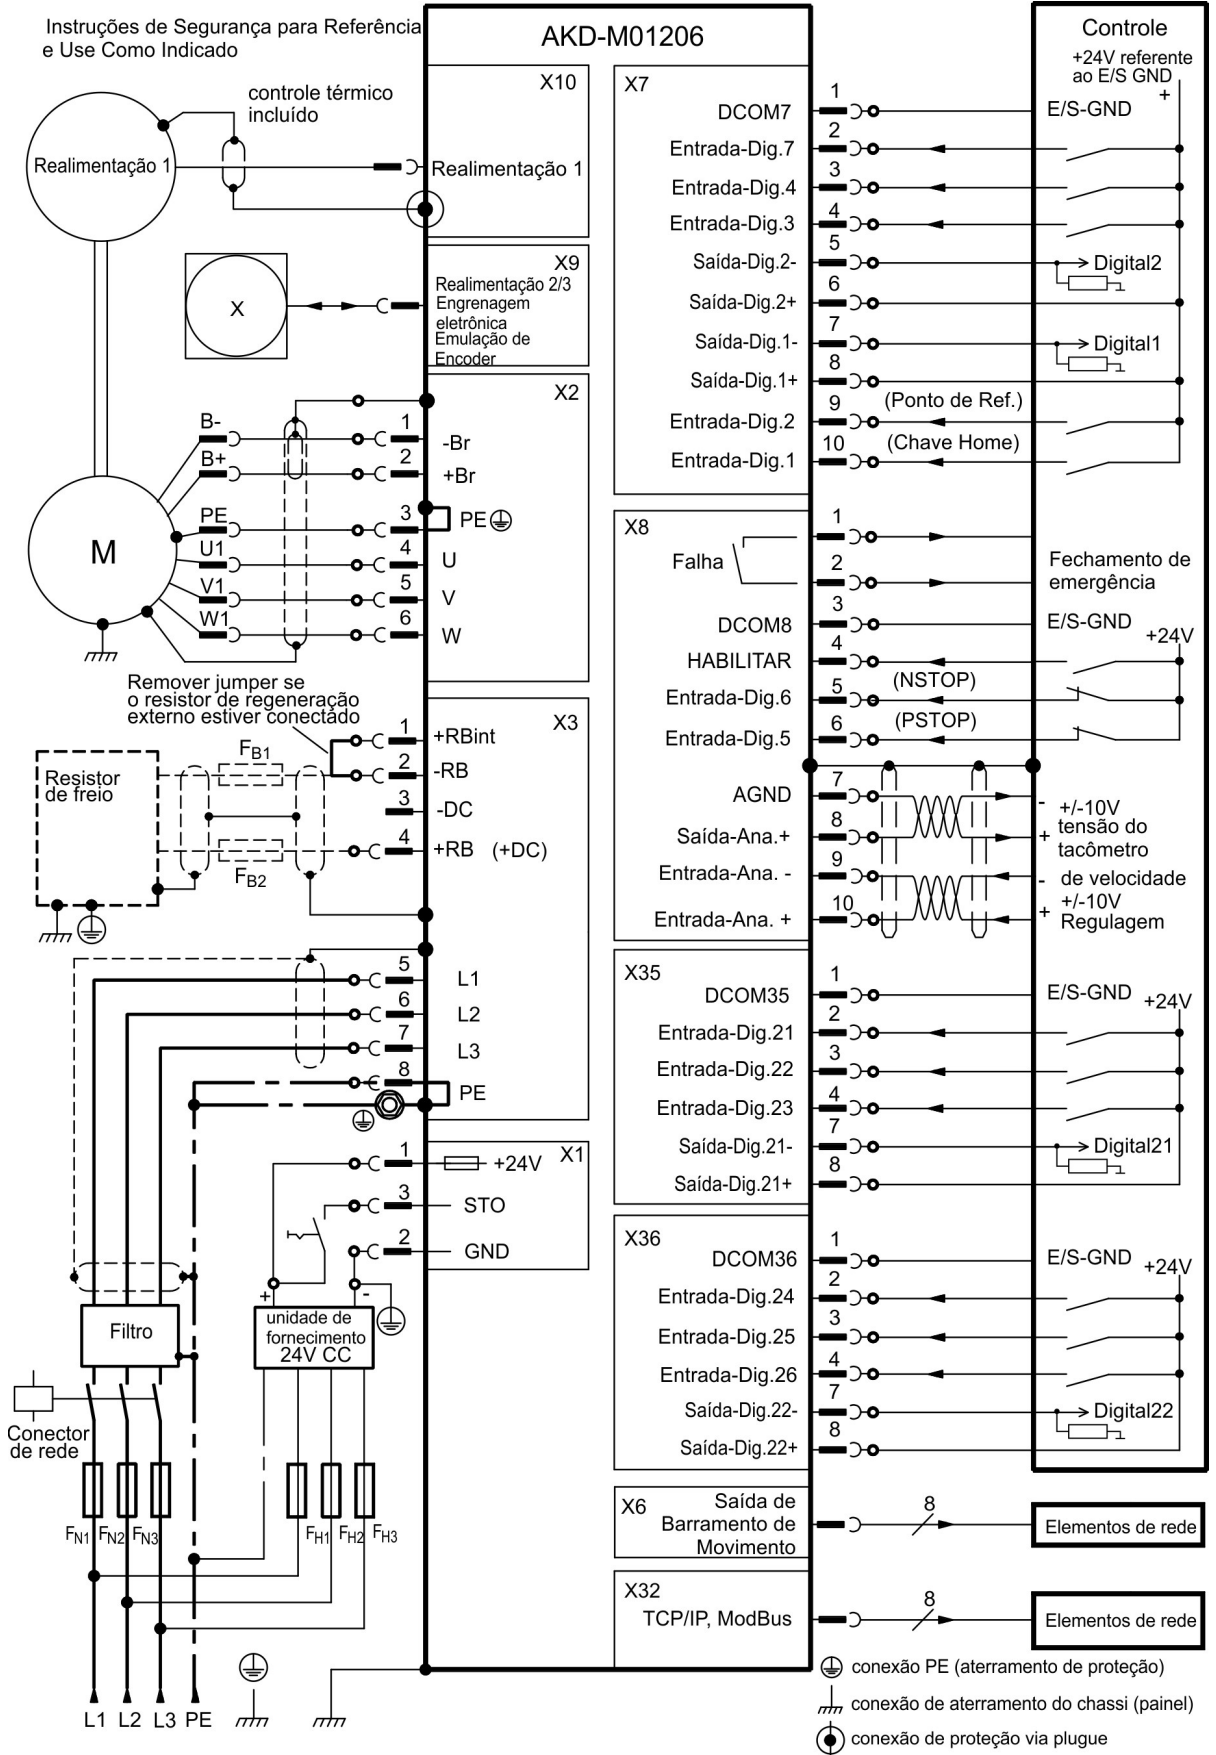 Instruções de Segurança para Referência
e Use Como Indicado
AKD-M01206
Controle
+24V referente
ao E/S GND
+
X10
controle térmico
incluído
Realimentação 1
Realimentação 1
X9
Realimentação 2/3
Engrenagem
eletrônica
Emulação de
Encoder
X
X2
B-
1
-Br
B+
2
+Br
PE
3
PE
U1
4
U
V1
5
V
W1
6
W
M
Remover jumper se
o resistor de regeneração
externo estiver conectado
X3
1
+RBint
2
-RB
3
-DC
4
+RB (+DC)
FB1
FB2
Resistor
de freio
5
L1
6
L2
7
L3
8
PE
X1
1
+24V
3
STO
2
GND
+
-
unidade de
fornecimento
24V CC
Filtro
Conector
de rede
FN1
FN2
FN3
FH1
FH2
FH3
L1
L2
L3
PE
X7
DCOM7
1
E/S-GND
Entrada-Dig.7
2
Entrada-Dig.4
3
Entrada-Dig.3
4
Saída-Dig.2-
5
Digital2
Saída-Dig.2+
6
Saída-Dig.1-
7
Digital1
Saída-Dig.1+
8
Entrada-Dig.2
9
(Ponto de Ref.)
Entrada-Dig.1
10
(Chave Home)
X8
Falha
1
2
Fechamento de
emergência
DCOM8
3
E/S-GND
+24V
HABILITAR
4
Entrada-Dig.6
5
(NSTOP)
Entrada-Dig.5
6
(PSTOP)
AGND
7
-
Saída-Ana.+
8
+
+/-10V
tensão do
tacômetro
Entrada-Ana. -
9
-
Entrada-Ana. +
10
+
de velocidade
+/-10V
Regulagem
X35
DCOM35
1
E/S-GND
+24V
Entrada-Dig.21
2
Entrada-Dig.22
3
Entrada-Dig.23
4
Saída-Dig.21-
7
Digital21
Saída-Dig.21+
8
X36
DCOM36
1
E/S-GND
+24V
Entrada-Dig.24
2
Entrada-Dig.25
3
Entrada-Dig.26
4
Saída-Dig.22-
7
Digital22
Saída-Dig.22+
8
X6
Saída de
Barramento de
Movimento
8
Elementos de rede
X32
TCP/IP, ModBus
8
Elementos de rede
conexão PE (aterramento de proteção)
conexão de aterramento do chassi (painel)
conexão de proteção via plugue